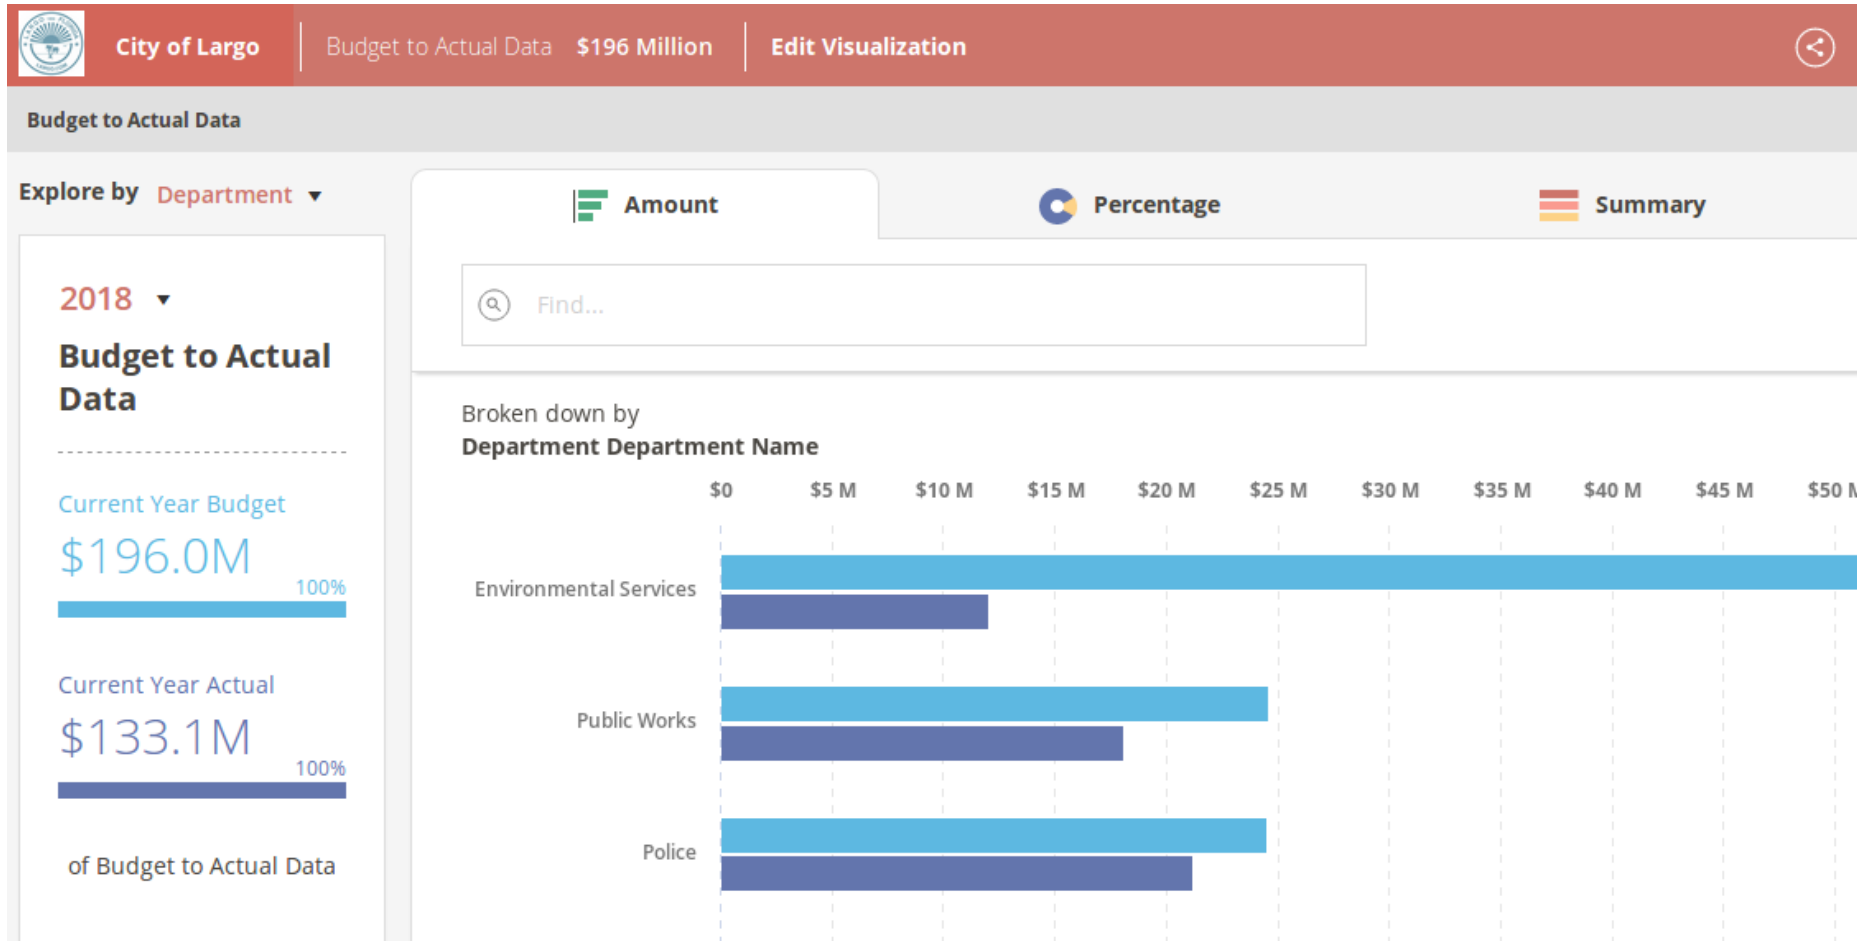 City of Largo
Budget to Actual Data $196 Million
Edit Visualization
Budget to Actual Data
Explore by Department
2018
Budget to Actual
Data
Current Year Budget
$196.0M
100%
Current Year Actual
$133.1M
100%
of Budget to Actual Data
Amount
Percentage
Summary
Find...
Broken down by
Department Department Name
$0 $5 M $10 M $15 M $20 M $25 M $30 M $35 M $40 M $45 M $50
Environmental Services
Public Works
Police